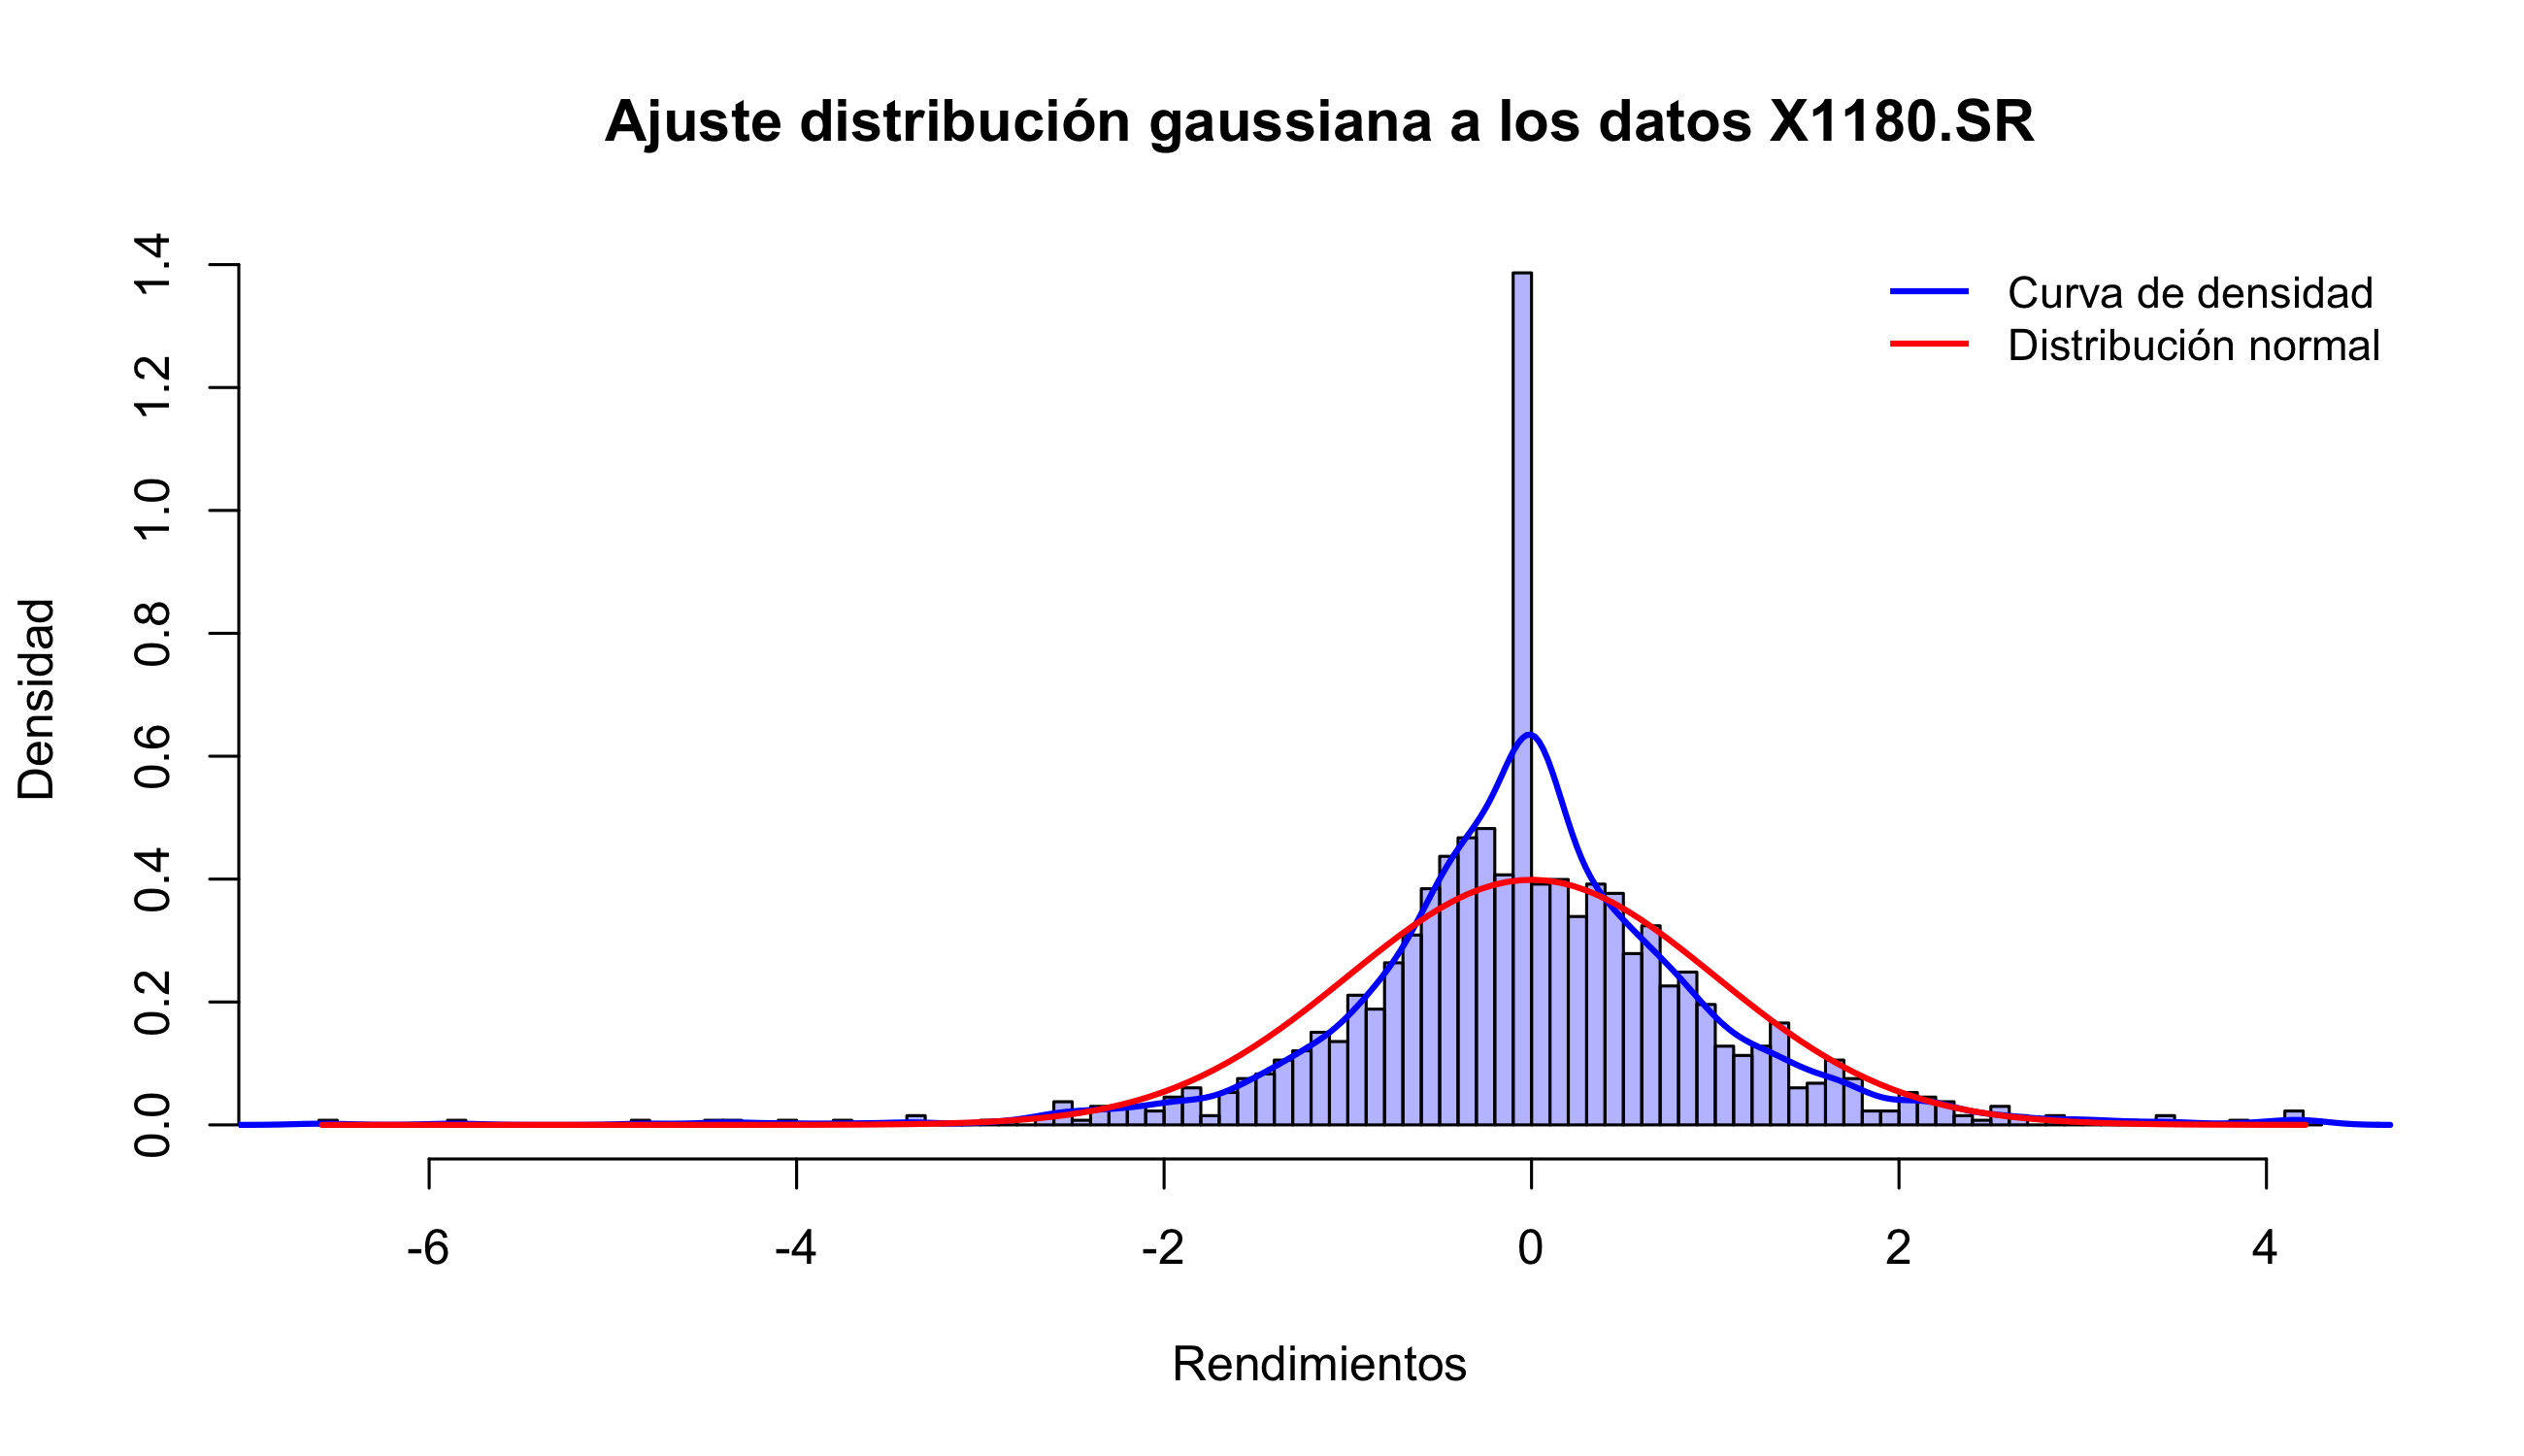 Ajuste distribución gaussiana a los datos X1180.SR
Curva de densidad
Distribución normal
Densidad
1.4
1.2
1.0
0.8
0.6
0.4
0.2
0.0
-6 -4 -2 0 2 4
Rendimientos